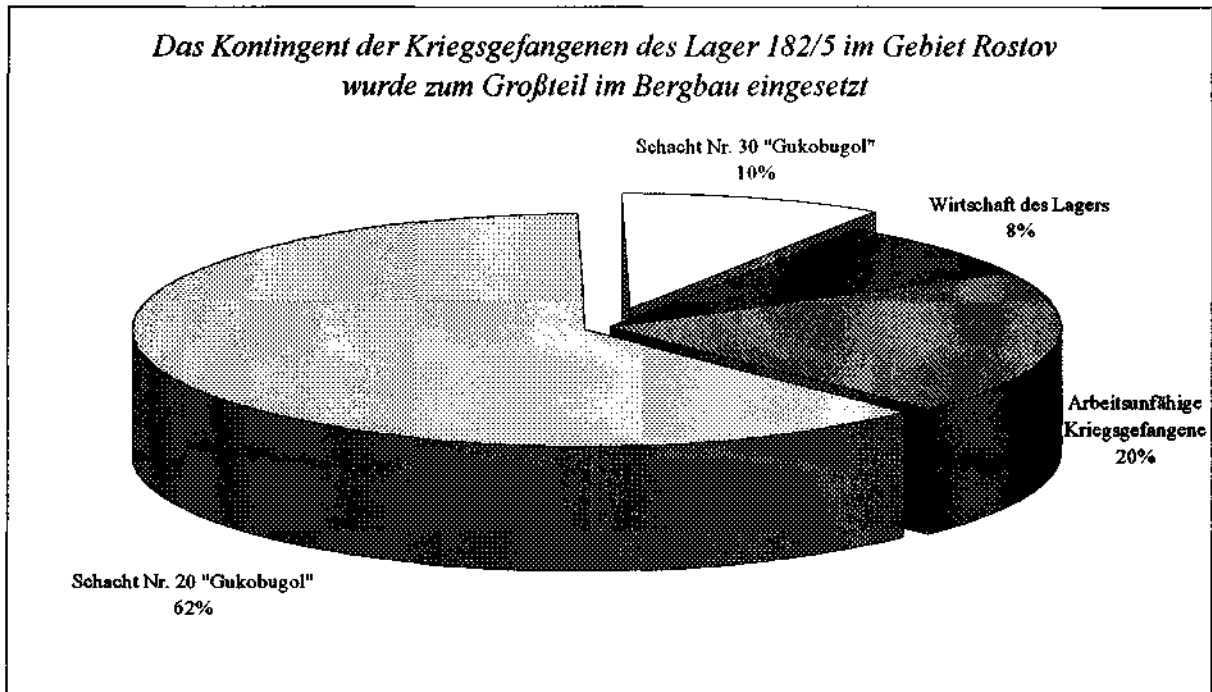 Das Kontingent der Kriegsgefangenen des Lager 182/5 im Gebiet Rostov
wurde zum Großteil im Bergbau eingesetzt
Schacht Nr. 30 "Gukobugol"
10%
Wirtschaft des Lagers
8%
Arbeitsunfähige
Kriegsgefangene
20%
Schacht Nr. 20 "Gukobugol"
62%